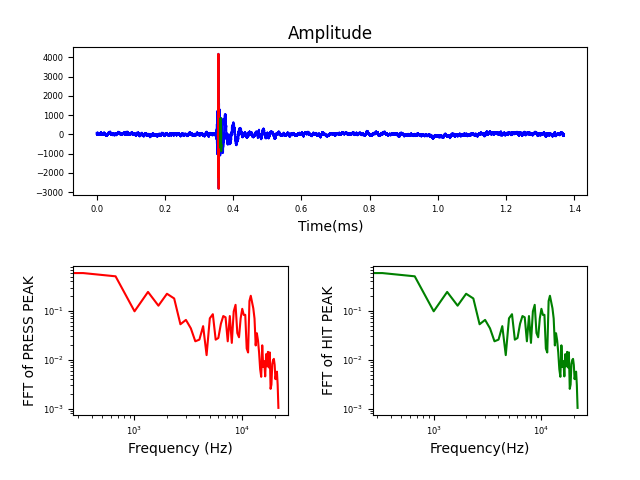 Amplitude
4000
3000
2000
1000
0
−1000
−2000
−3000
0.0 0.2 0.4 0.6 0.8 1.0 1.2 1.4
Time(ms)
FFT of PRESS PEAK
10⁻¹
10⁻²
10⁻³
10³ 10⁴
Frequency (Hz)
FFT of HIT PEAK
10⁻¹
10⁻²
10⁻³
10³ 10⁴
Frequency(Hz)